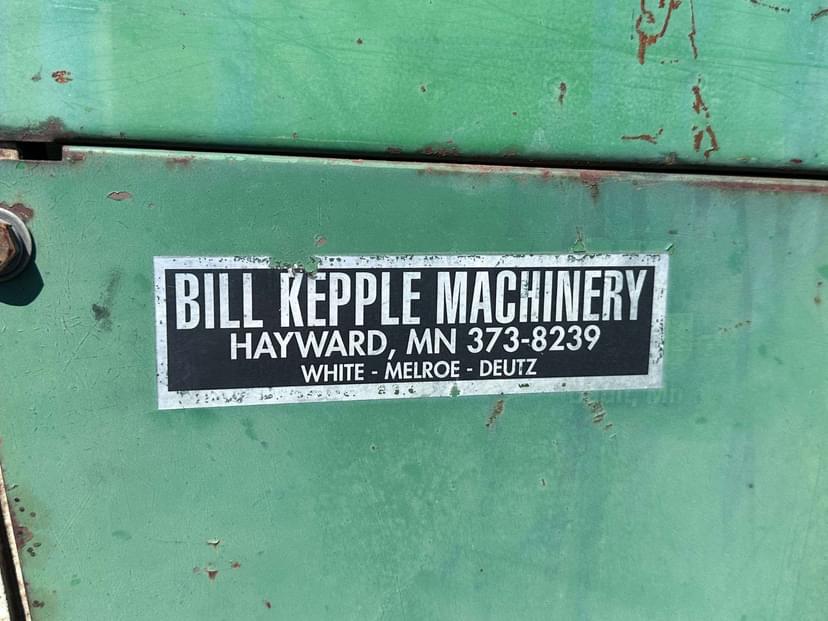 BILL KEPPLE MACHINERY
HAYWARD, MN 373-8239
WHITE - MELROE - DEUTZ